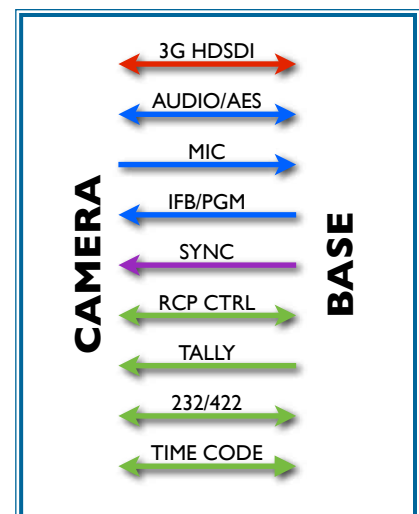 3G HDSDI
AUDIO/AES
MIC
IFB/PGM
SYNC
RCP CTRL
TALLY
232/422
TIME CODE
CAMERA
BASE